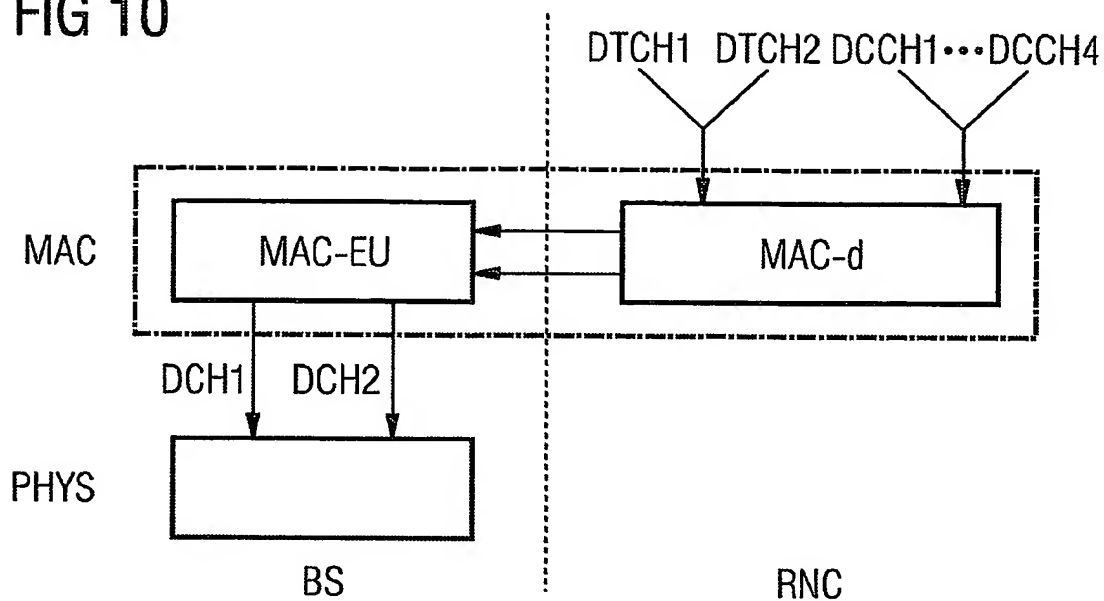 FIG 10
DTCH1 DTCH2 DCCH1•••DCCH4
MAC
MAC-EU
MAC-d
DCH1 DCH2
PHYS
BS
RNC